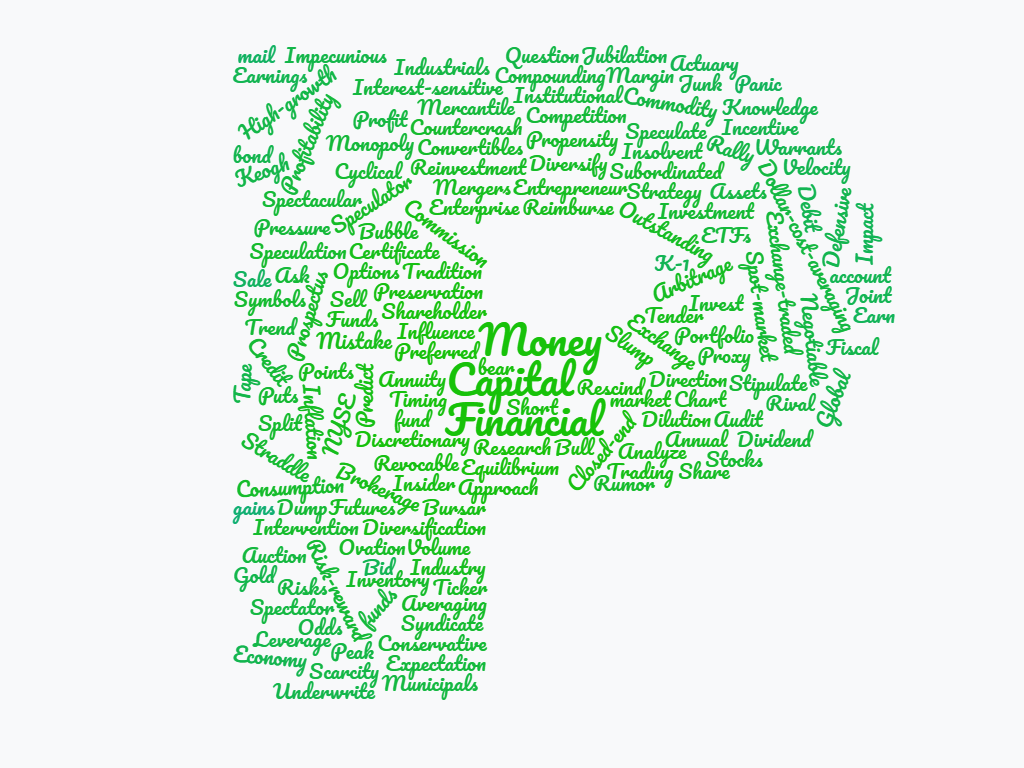 mail Impecunious Question Jubilation
Earnings Industrials Compounding Margin Actuary
High-growth Interest-sensitive Institutional Commodity Junk Panic
Profitability Profit Mercantile Competition Knowledge
Monopoly Countercrash Propensity Speculate Incentive
bond Convertibles Insolvent Rally Warrants
Keogh Cyclical Reinvestment Diversify Subordinated Velocity
Spectacular Speculator Mergers Entrepreneur Strategy Assets
Commission Enterprise Reimburse Outstanding Investment
Dollar-cost-averaging Debit Defensive Impact
Pressure Bubble ETFs Exchange-traded
Speculation Certificate K-1 Spot-market
Sale Ask Prospectus Options Tradition Arbitrage account
Symbols Sell Preservation Invest Negotiable Joint
Trend Funds Shareholder Tender Earn
Mistake Influence Money Slump Exchange Portfolio Fiscal
Credit Preferred Proxy
Tape Points Predict Annuity bear Capital Rescind Direction Stipulate Global
Puts Inflation NYSE Timing Short market Chart Rival
Split fund Financial Dilution Audit
Straddle Discretionary Research Bull Closed-end Analyze Annual Dividend
Brokerage Revocable Equilibrium Trading Share Stocks
Consumption Insider Approach Rumor
gains Dump Futures Bursar
Intervention Diversification
Auction Risk-reward Ovation Volume
Gold Bid Industry
Risks Inventory Ticker
Spectator funds Averaging
Odds Syndicate
Leverage Peak Conservative
Economy Expectation
Scarcity
Underwrite Municipals